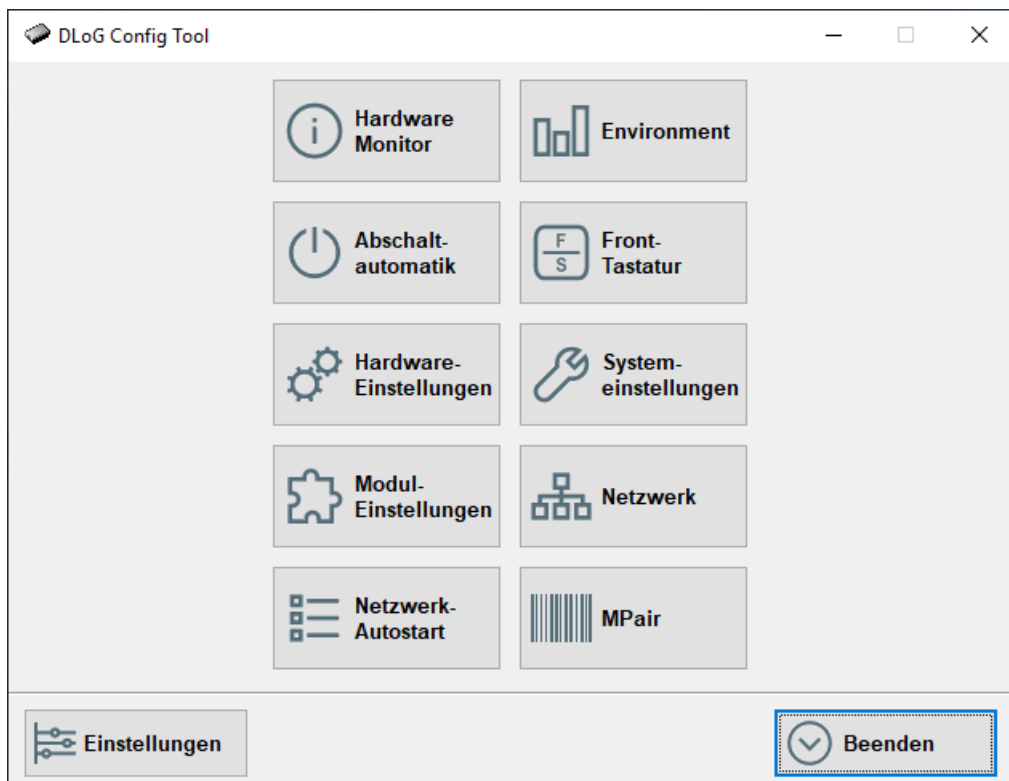 DLoG Config Tool
i
Hardware
Monitor
Environment
Abschalt-
automatik
F
S
Front-
Tastatur
Hardware-
Einstellungen
System-
einstellungen
Modul-
Einstellungen
Netzwerk
Netzwerk-
Autostart
MPair
Einstellungen
Beenden